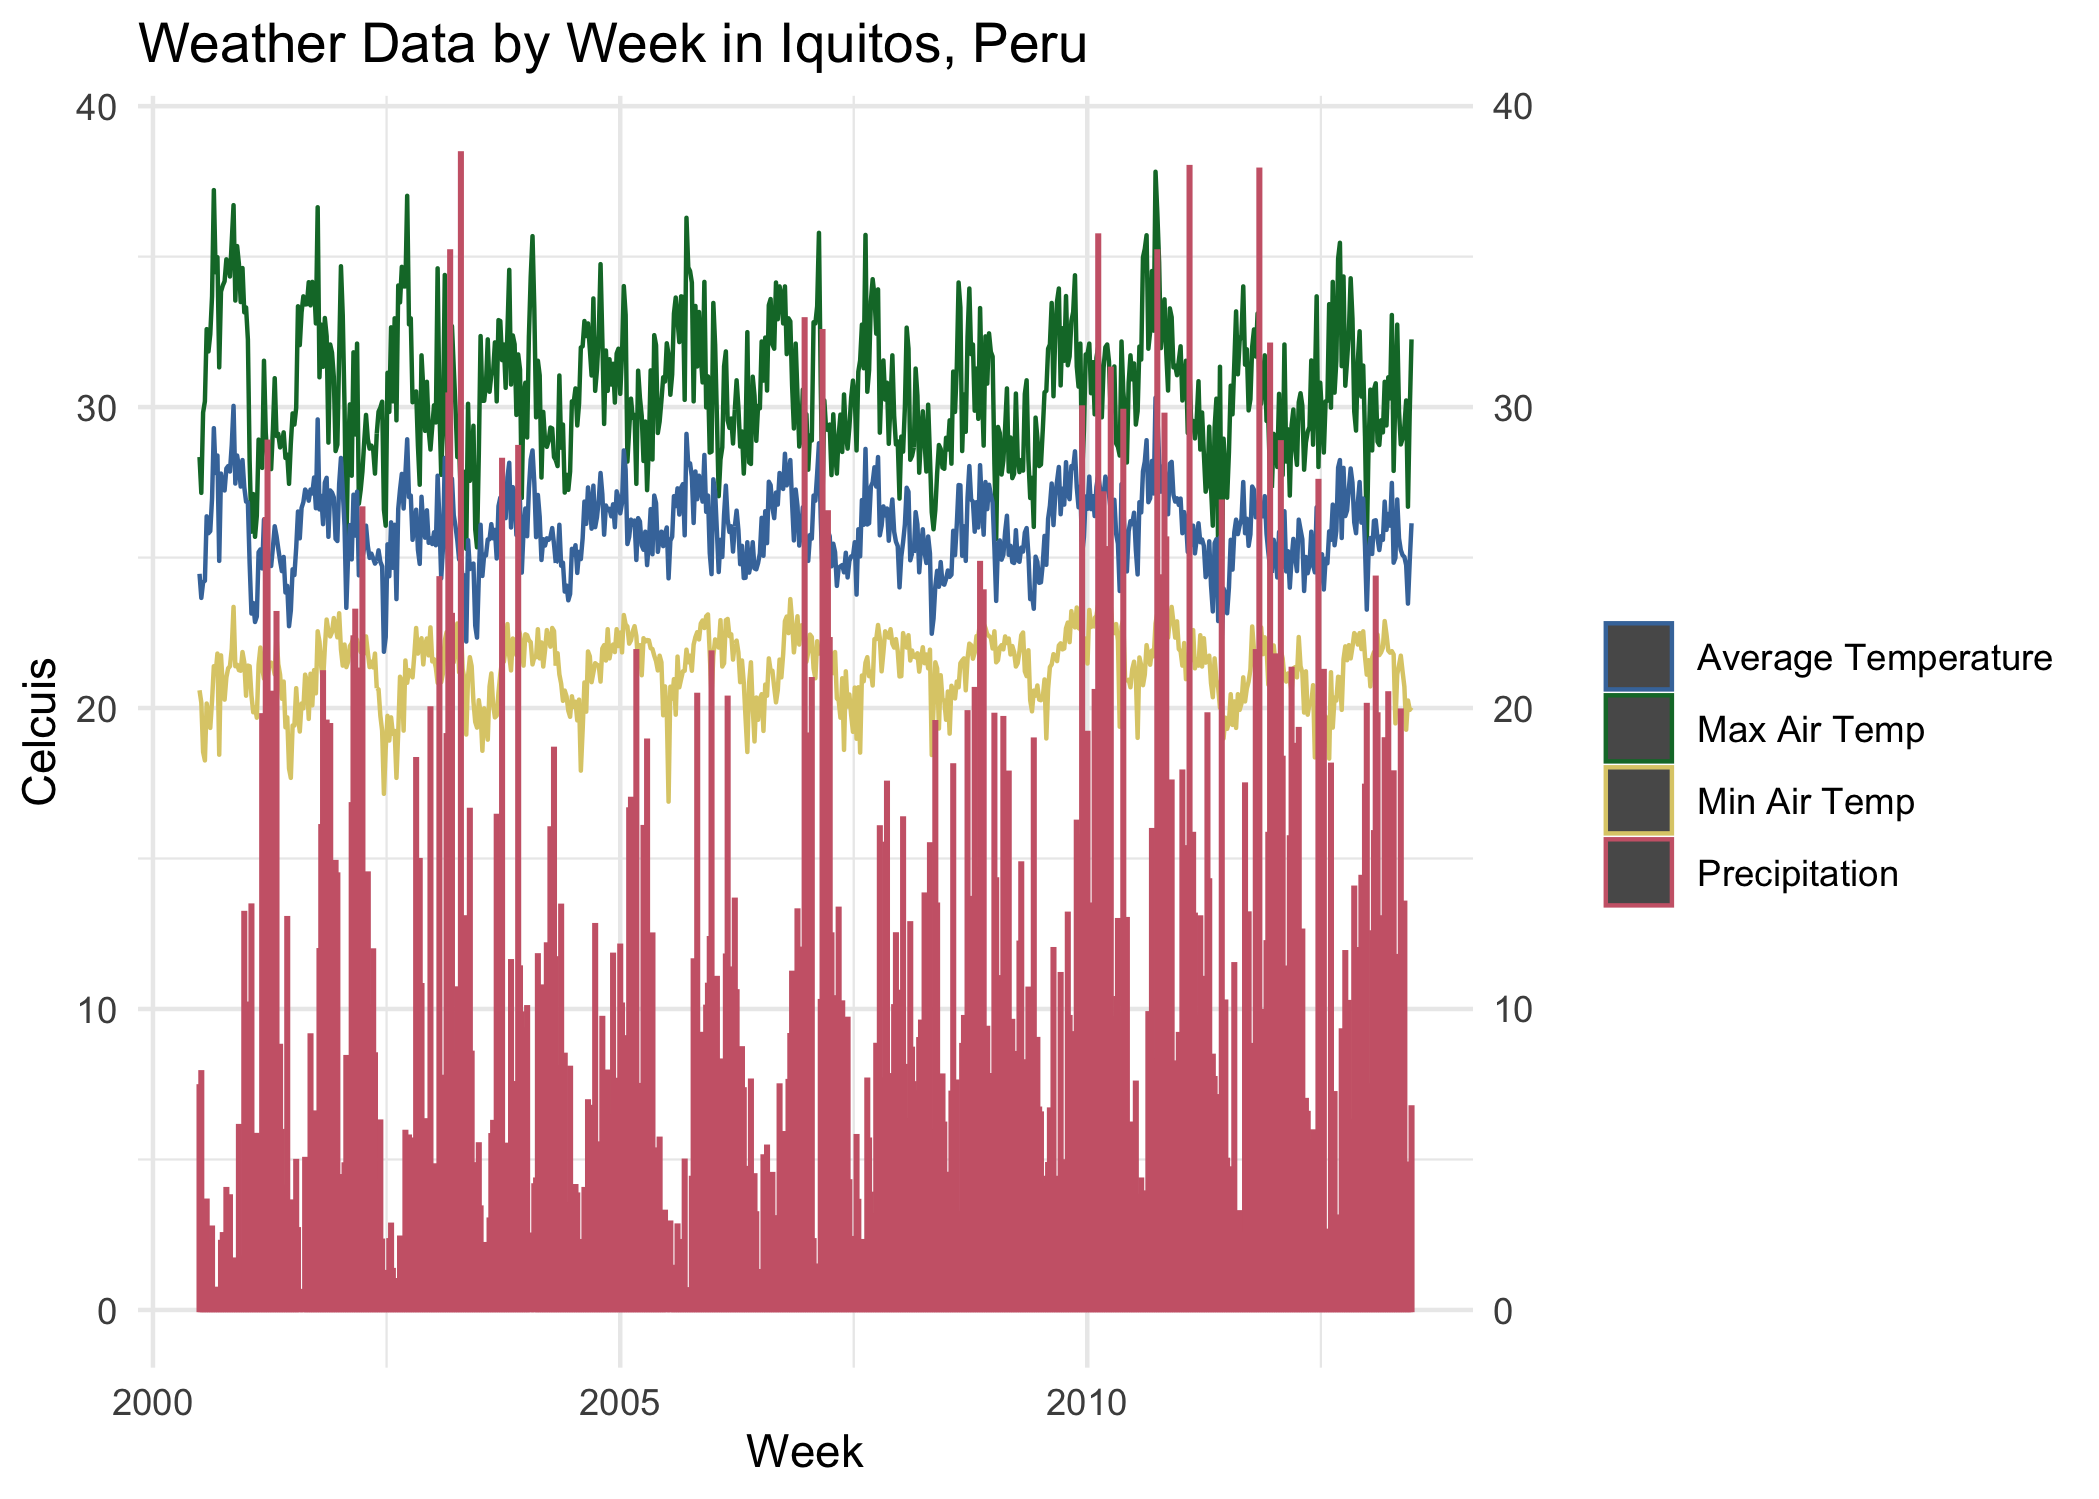 Weather Data by Week in Iquitos, Peru
40
30
20
10
0
40
30
20
10
0
Celcuis
2000
2005
2010
Week
Average Temperature
Max Air Temp
Min Air Temp
Precipitation